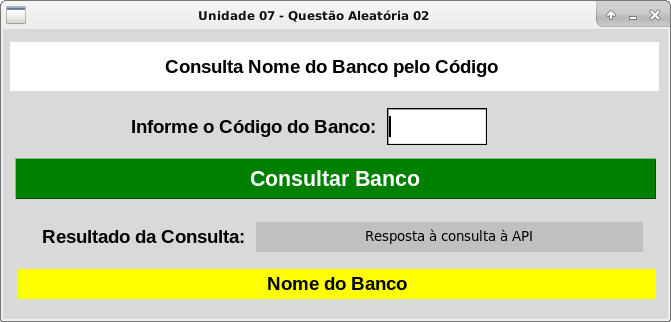 Unidade 07 - Questão Aleatória 02
Consulta Nome do Banco pelo Código
Informe o Código do Banco:
Consultar Banco
Resultado da Consulta: Resposta à consulta à API
Nome do Banco